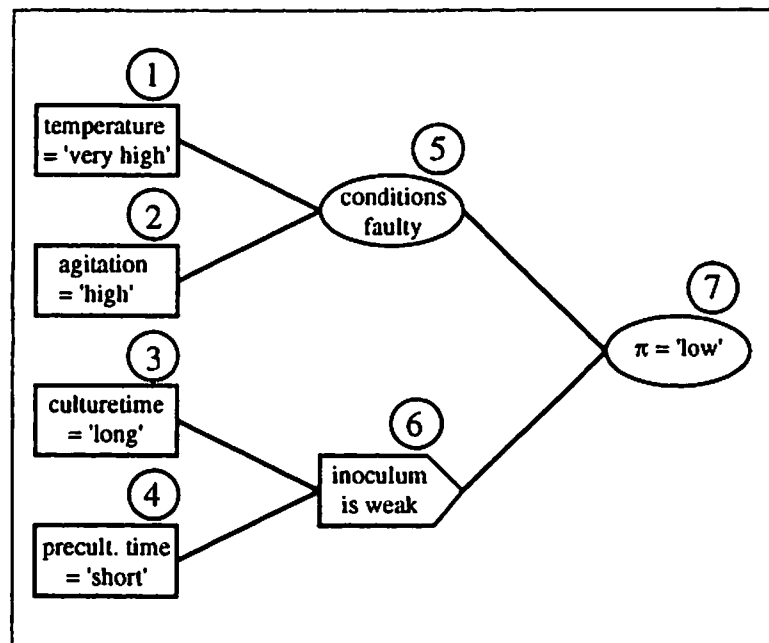 1
temperature
= 'very high'
2
agitation
= 'high'
5
conditions
faulty
3
culturetime
= 'long'
4
precult. time
= 'short'
6
inoculum
is weak
7
π = 'low'